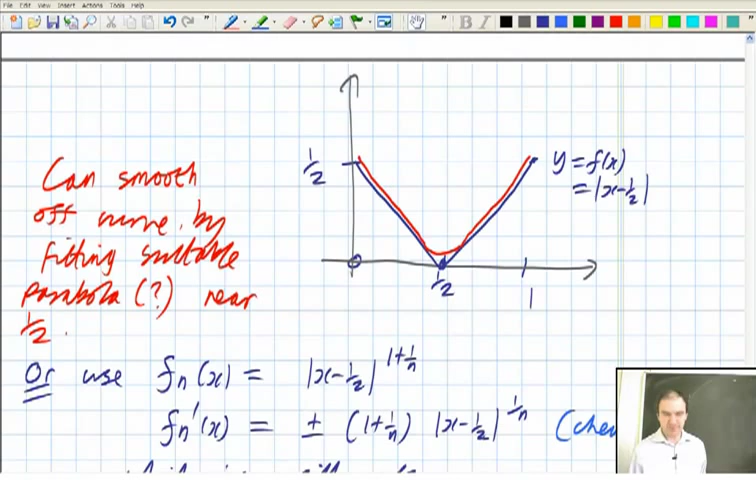 File Edit View Insert Actions Tools Help
B I
1/2
y = f(x)
= |x-1/2|
Can smooth
off curve, by
fitting suitable
parabola (?) near
1/2.
0
1/2
1
Or use fn(x) = |x-1/2|^(1+1/n)
fn'(x) = ± (1+1/n) |x-1/2|^(1/n)